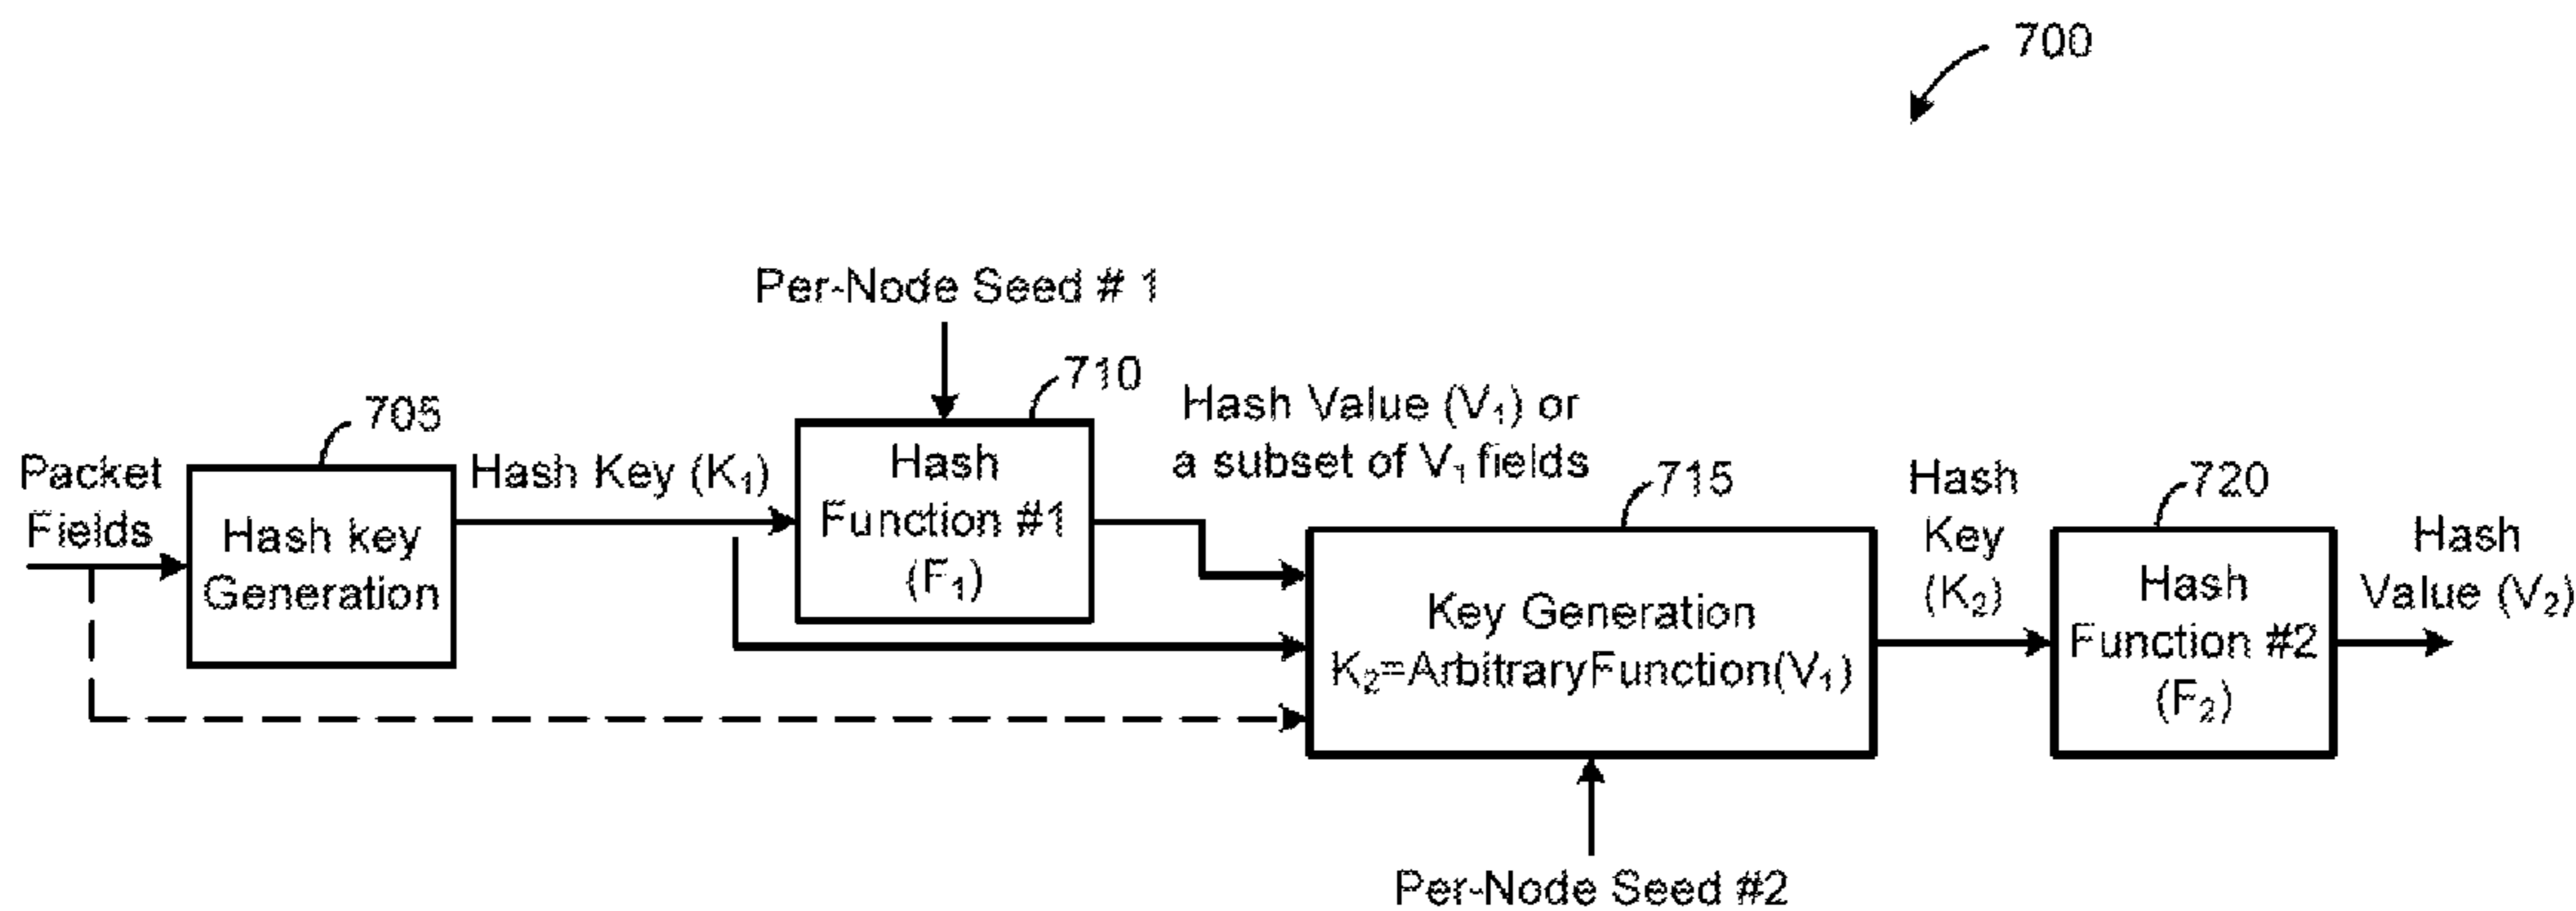 700
Per-Node Seed # 1
710
705
Hash Value (V₁) or
a subset of V₁ fields
Packet
Fields
Hash Key (K₁)
Hash key
Generation
Hash
Function #1
(F₁)
715
Key Generation
K₂=ArbitraryFunction(V₁)
Hash
Key
(K₂)
720
Hash
Function #2
(F₂)
Hash
Value (V₂)
Per-Node Seed #2